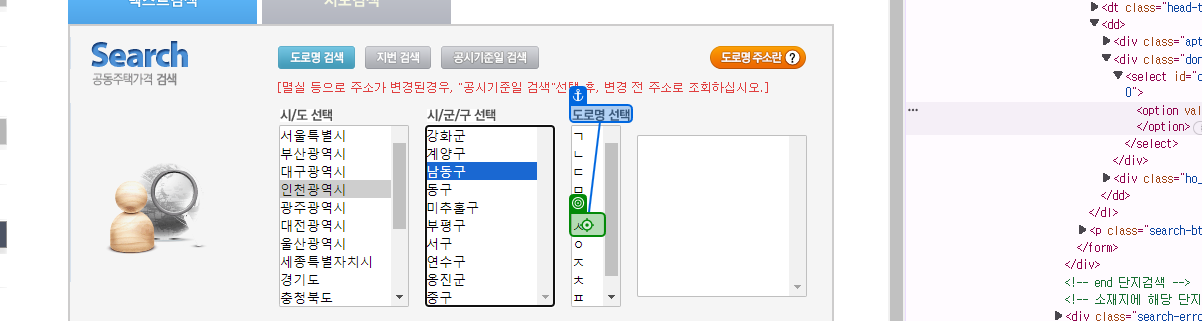 텍스트검색
지도검색
Search
공동주택가격 검색
도로명 검색
지번 검색
공시기준일 검색
도로명 주소란 ?
[멸실 등으로 주소가 변경된경우, "공시기준일 검색"선택 후, 변경 전 주소로 조회하십시오.]
시/도 선택
서울특별시
부산광역시
대구광역시
인천광역시
광주광역시
대전광역시
울산광역시
세종특별자치시
경기도
충청북도
시/군/구 선택
강화군
계양구
남동구
동구
미추홀구
부평구
서구
연수구
옹진군
중구
도로명 선택
ㄱ
ㄴ
ㄷ
ㅁ
ㅅ
ㅇ
ㅈ
ㅊ
ㅍ
<dt class="head-t
<dd>
<div class="apt
<div class="don
<select id="c
0">
<option val
</option>
</select>
</div>
<div class="ho_
</dd>
</dl>
<p class="search-bt
</form>
</div>
<!-- end 단지검색 -->
<!-- 소재지에 해당 단지
<div class="search-erro